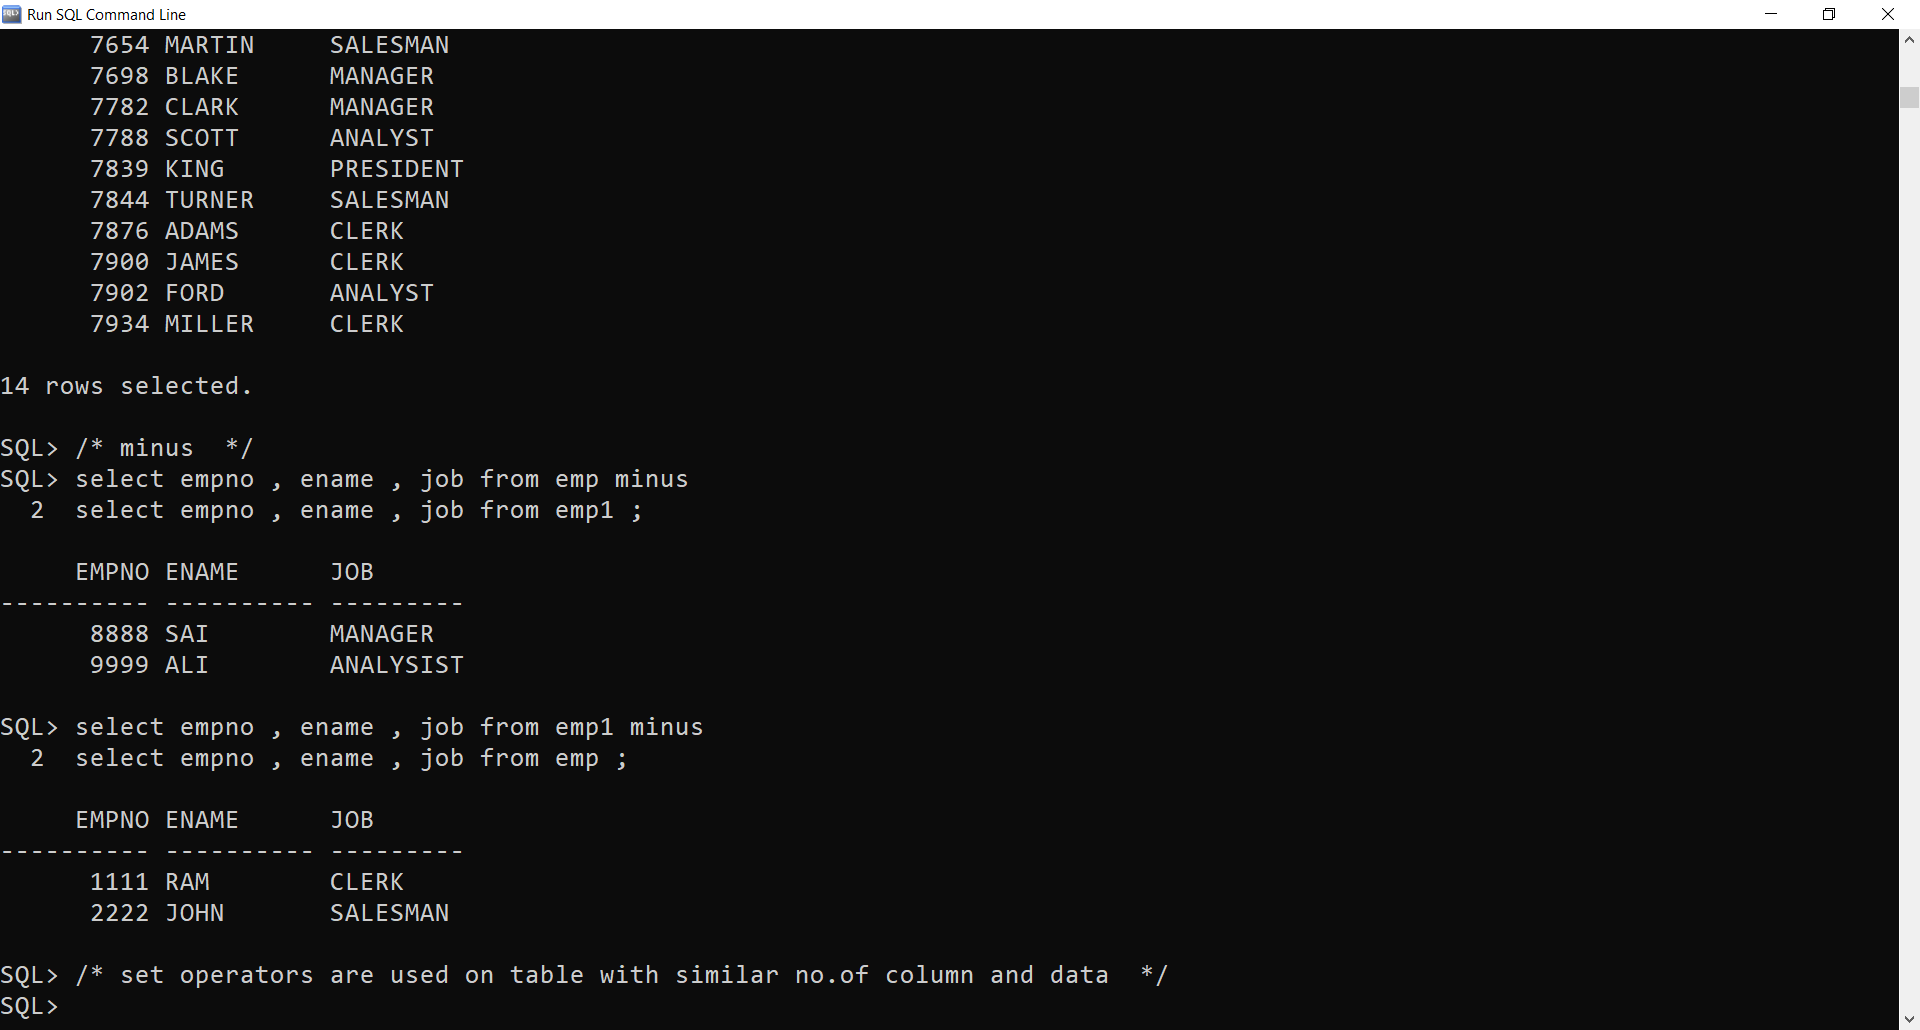 Run SQL Command Line
      7654 MARTIN     SALESMAN
      7698 BLAKE      MANAGER
      7782 CLARK      MANAGER
      7788 SCOTT      ANALYST
      7839 KING       PRESIDENT
      7844 TURNER     SALESMAN
      7876 ADAMS      CLERK
      7900 JAMES      CLERK
      7902 FORD       ANALYST
      7934 MILLER     CLERK
14 rows selected.
SQL> /* minus  */
SQL> select empno , ename , job from emp minus
  2  select empno , ename , job from emp1 ;
     EMPNO ENAME      JOB
---------- ---------- ---------
      8888 SAI        MANAGER
      9999 ALI        ANALYSIST
SQL> select empno , ename , job from emp1 minus
  2  select empno , ename , job from emp ;
     EMPNO ENAME      JOB
---------- ---------- ---------
      1111 RAM        CLERK
      2222 JOHN       SALESMAN
SQL> /* set operators are used on table with similar no.of column and data  */
SQL>